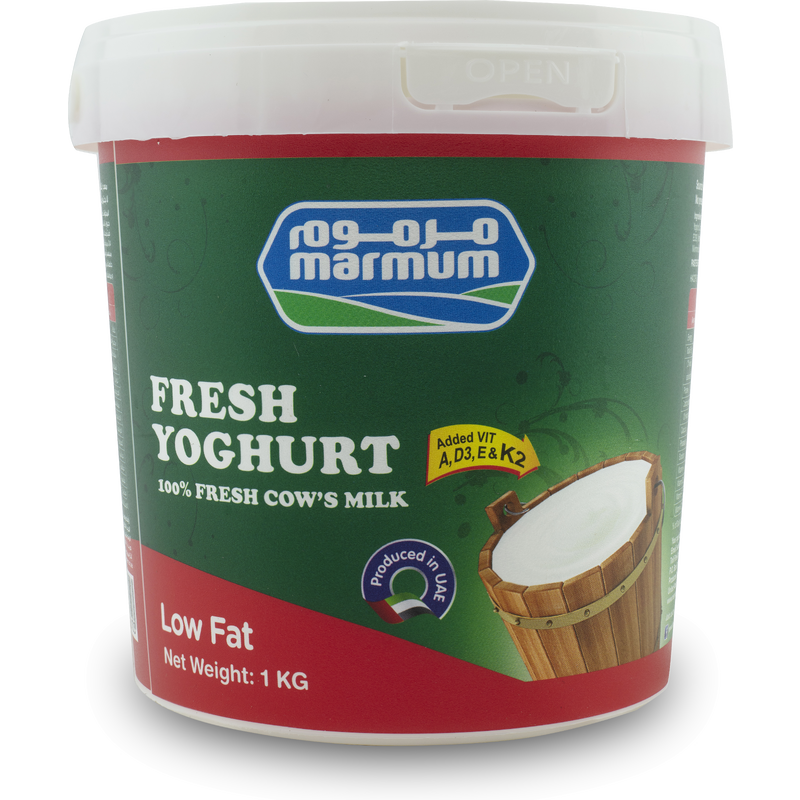 OPEN
مرموم
marmum
FRESH
YOGHURT
100% FRESH COW'S MILK
Added VIT
A, D3, E & K2
Produced in UAE
Low Fat
Net Weight: 1 KG